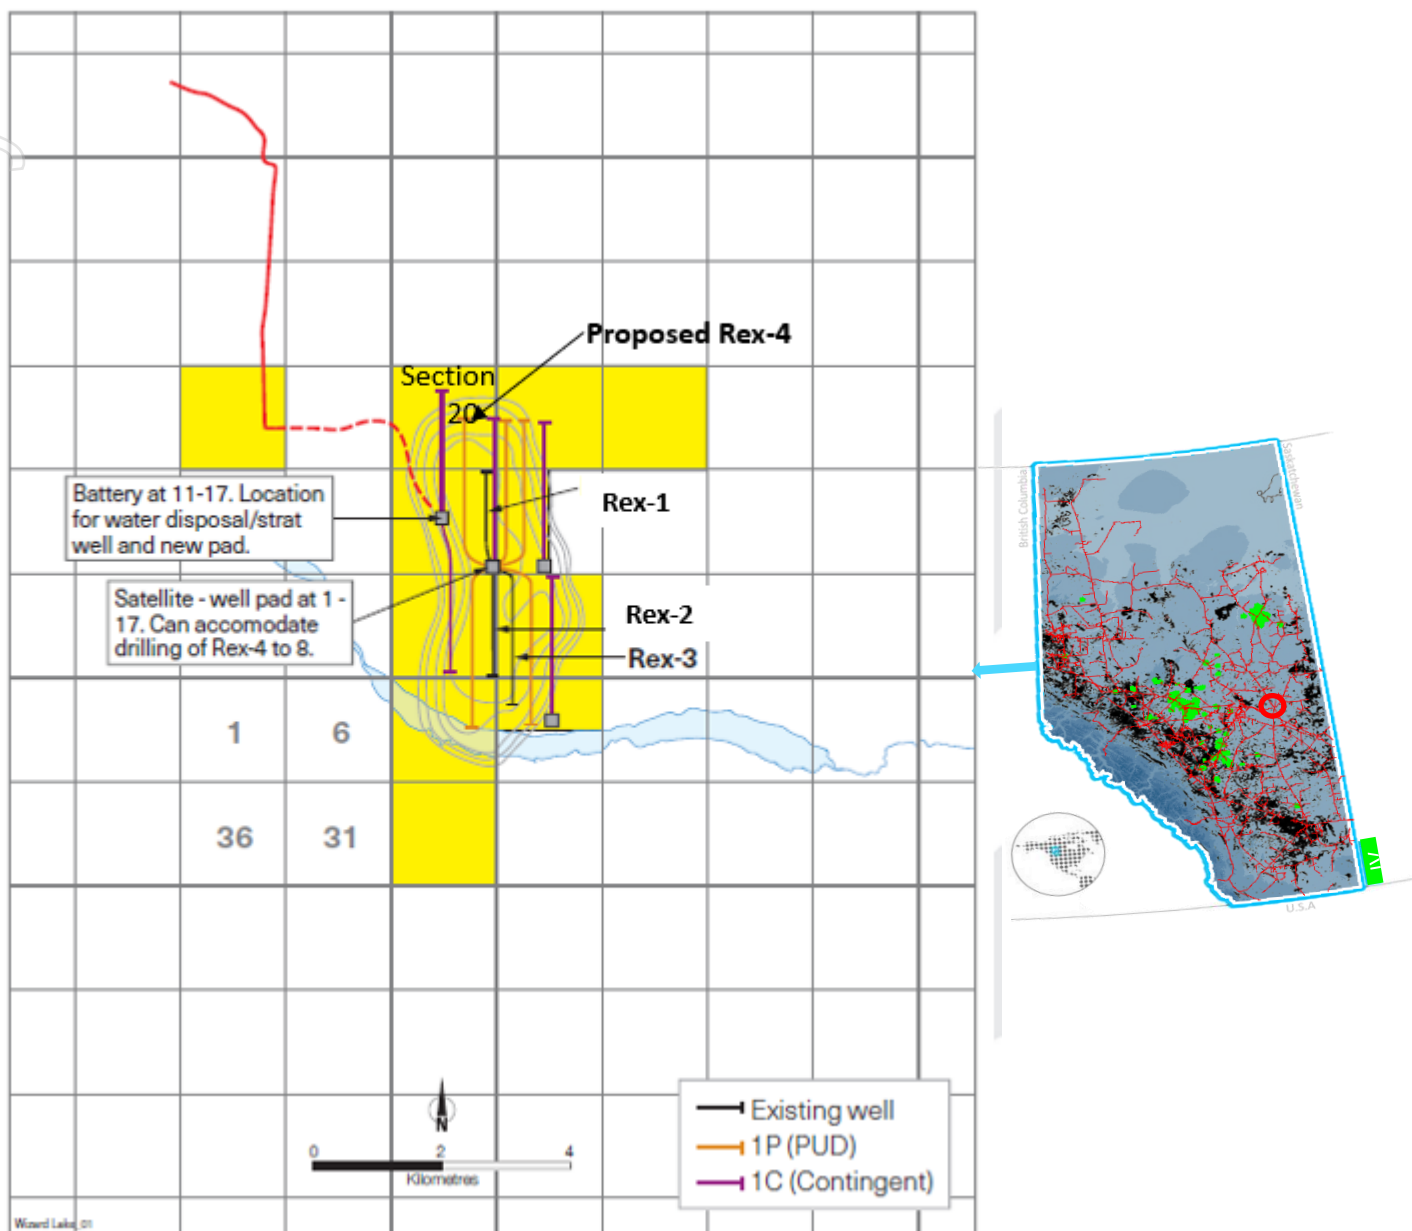 Proposed Rex-4
Section
20
Battery at 11-17. Location
for water disposal/strat
well and new pad.
Rex-1
Satellite - well pad at 1 -
17. Can accomodate
drilling of Rex-4 to 8.
Rex-2
Rex-3
1
6
36
31
N
0
2
4
Kilometres
Existing well
1P (PUD)
1C (Contingent)
Wizard Lake_01
British Columbia
Saskatchewan
U.S.A